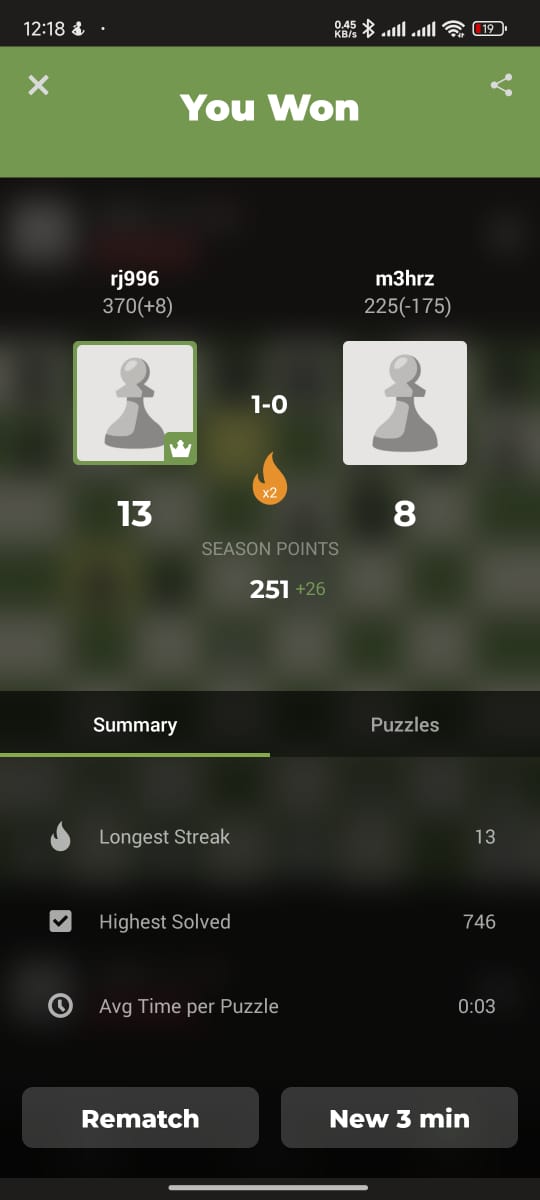 12:18
0.45
KB/s
19
You Won
rj996
m3hrz
370(+8)
225(-175)
1-0
x2
13
8
SEASON POINTS
251 +26
Summary
Puzzles
Longest Streak
13
Highest Solved
746
Avg Time per Puzzle
0:03
Rematch
New 3 min